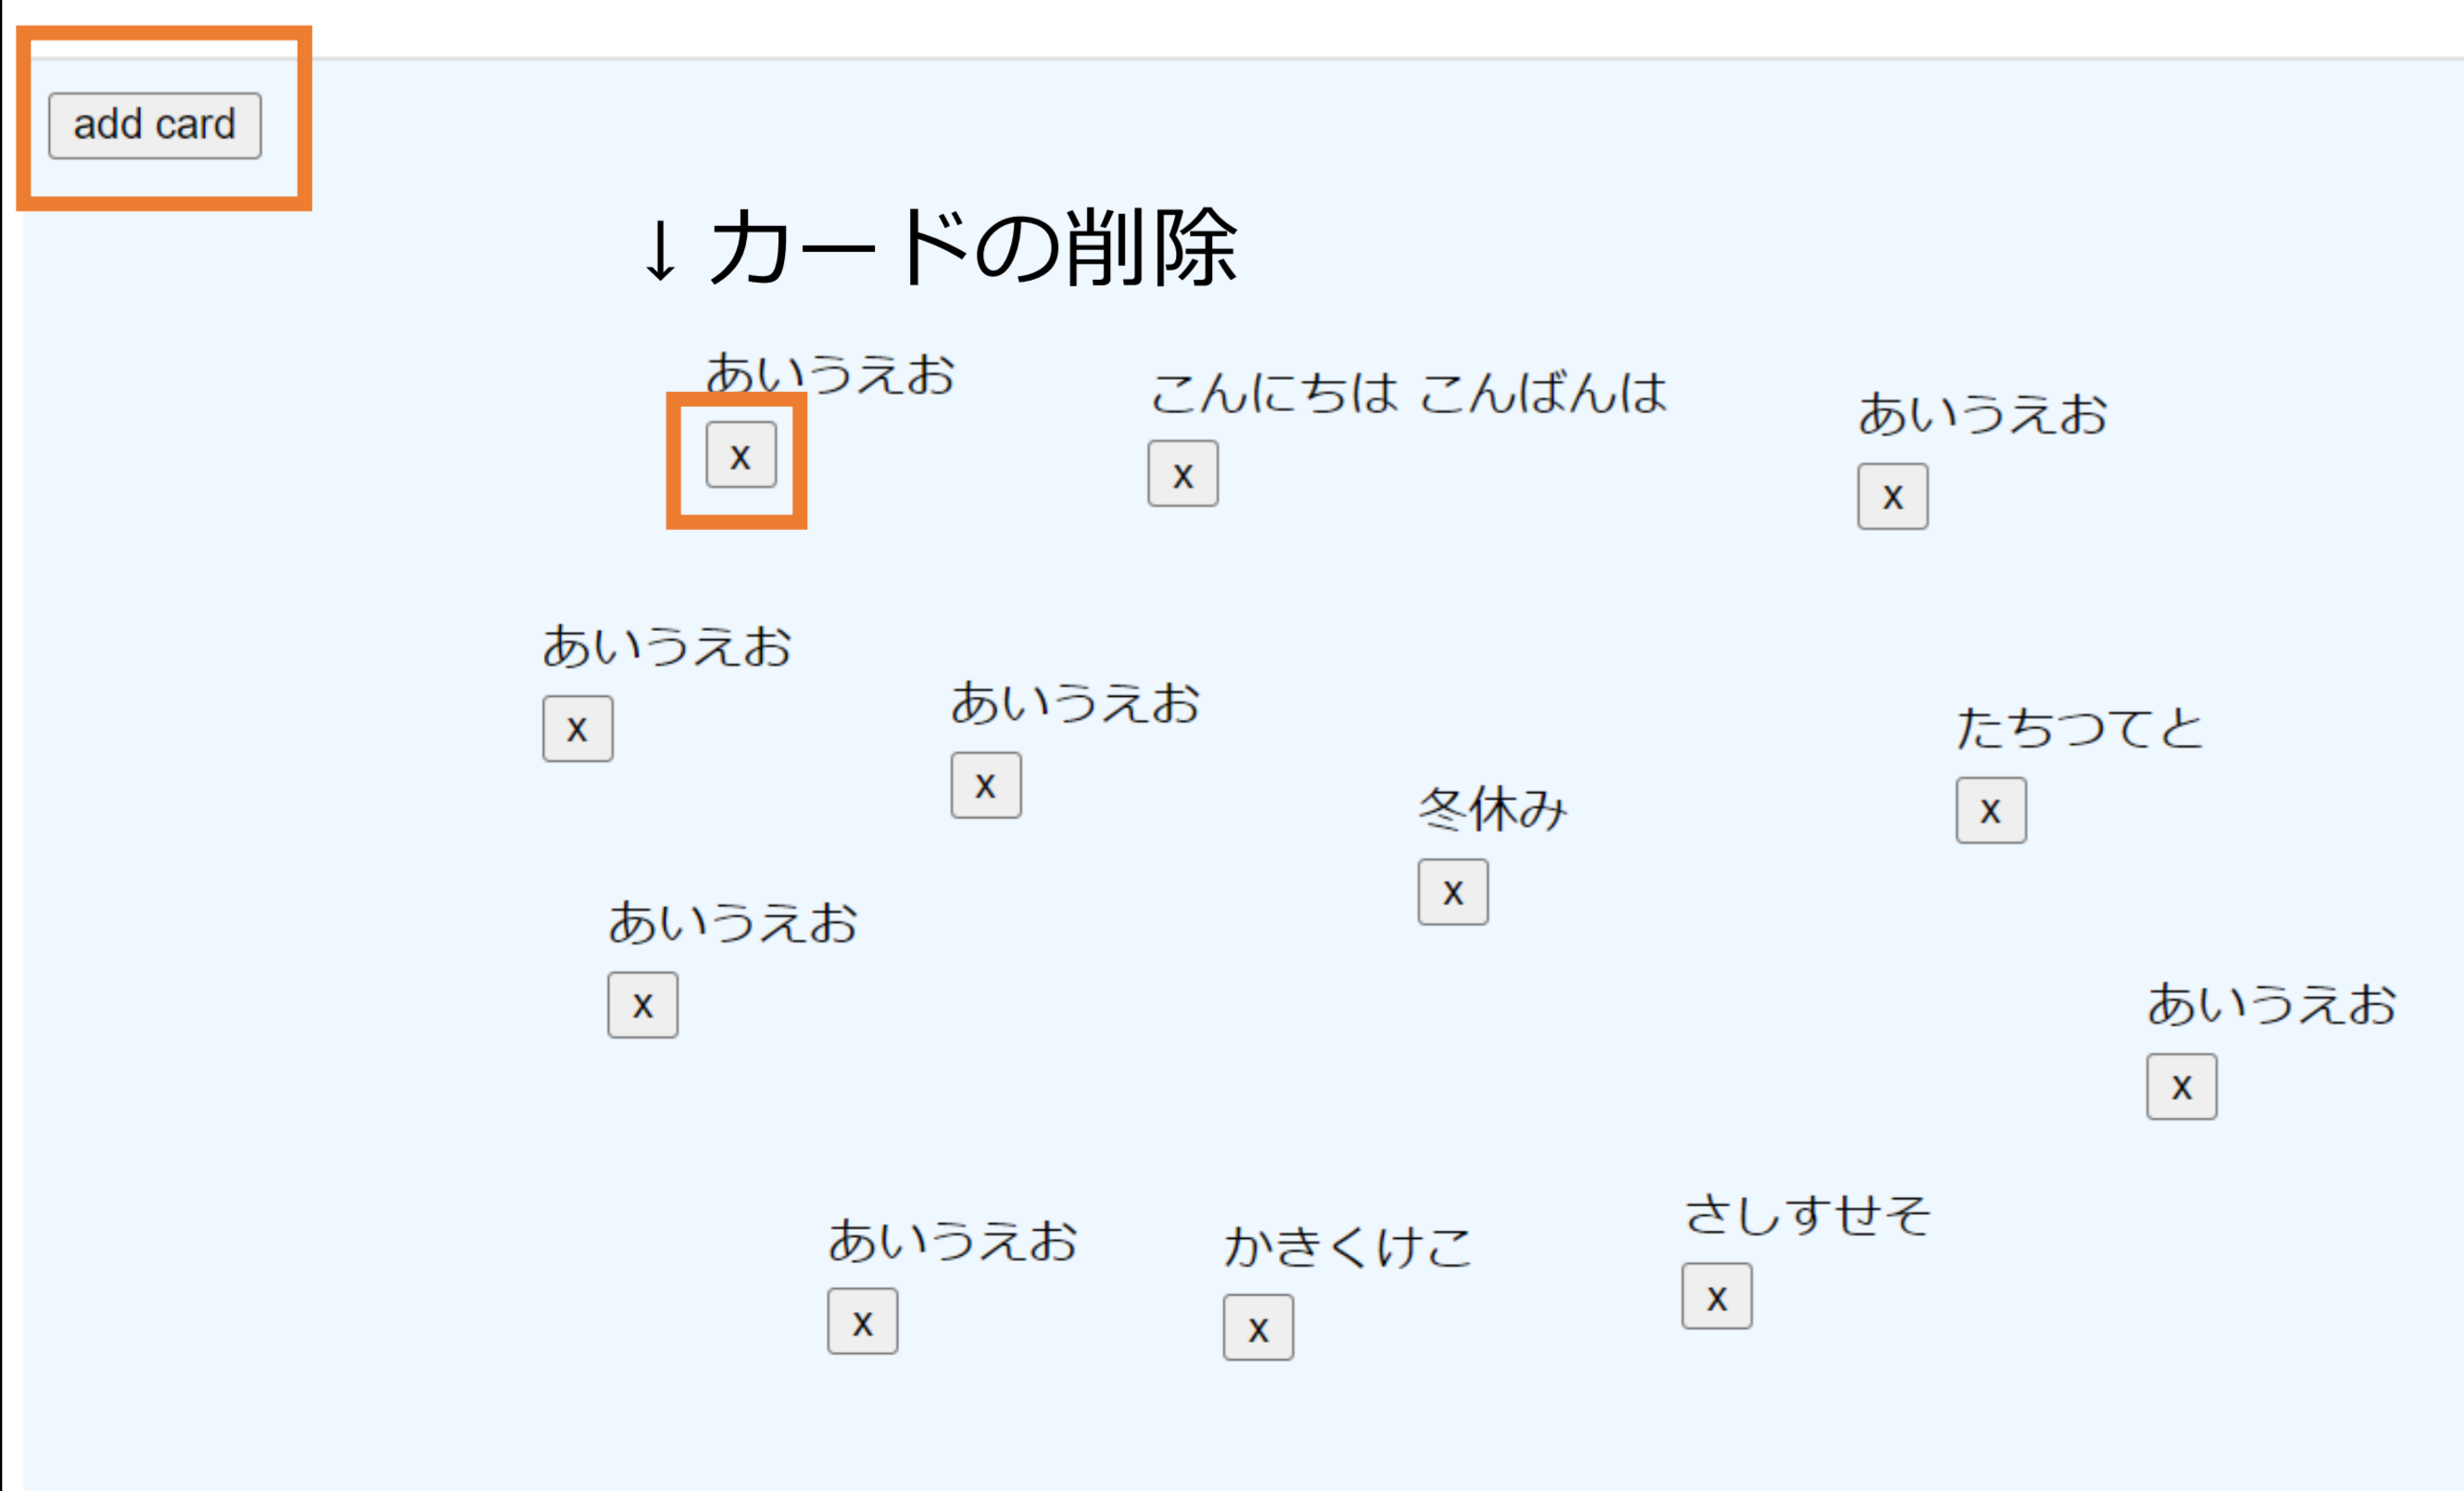 add card
↓カードの削除
あいうえお
x
こんにちは こんばんは
x
あいうえお
x
あいうえお
x
あいうえお
x
たちつてと
x
冬休み
x
あいうえお
x
あいうえお
x
あいうえお
x
かきくけこ
x
さしすせそ
x